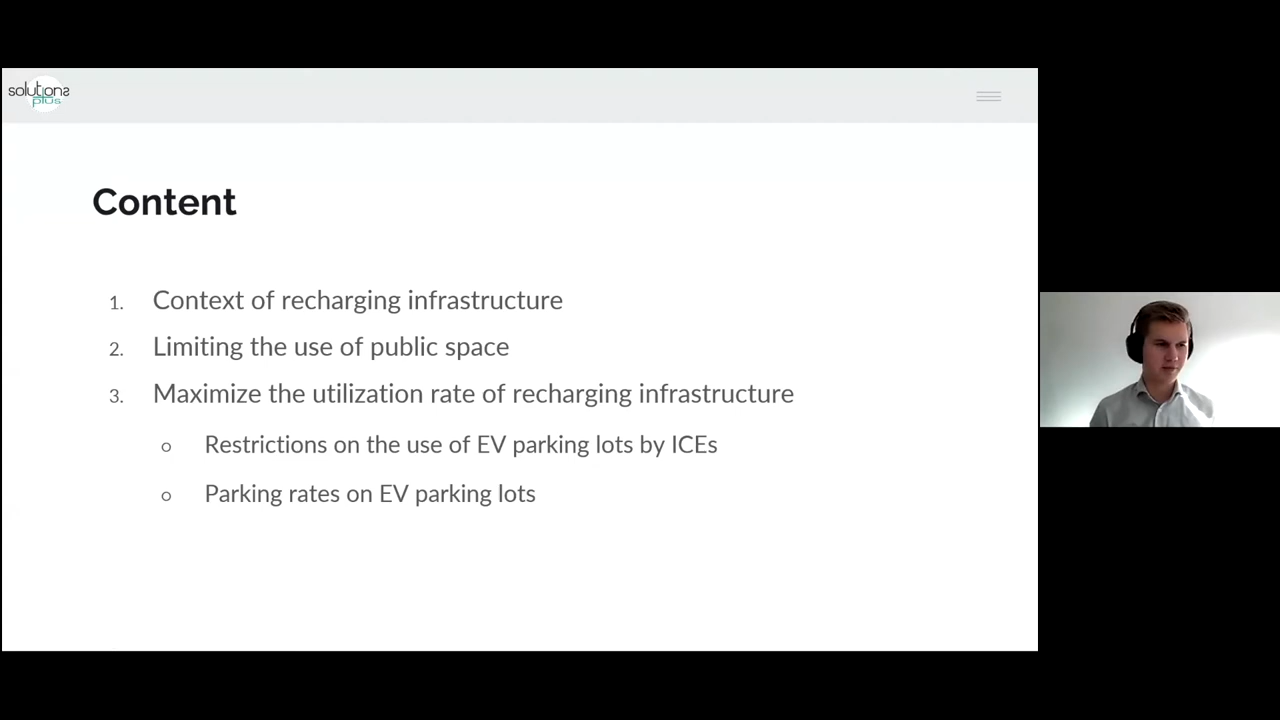 solutions
plus
Content
1. Context of recharging infrastructure
2. Limiting the use of public space
3. Maximize the utilization rate of recharging infrastructure
○ Restrictions on the use of EV parking lots by ICEs
○ Parking rates on EV parking lots